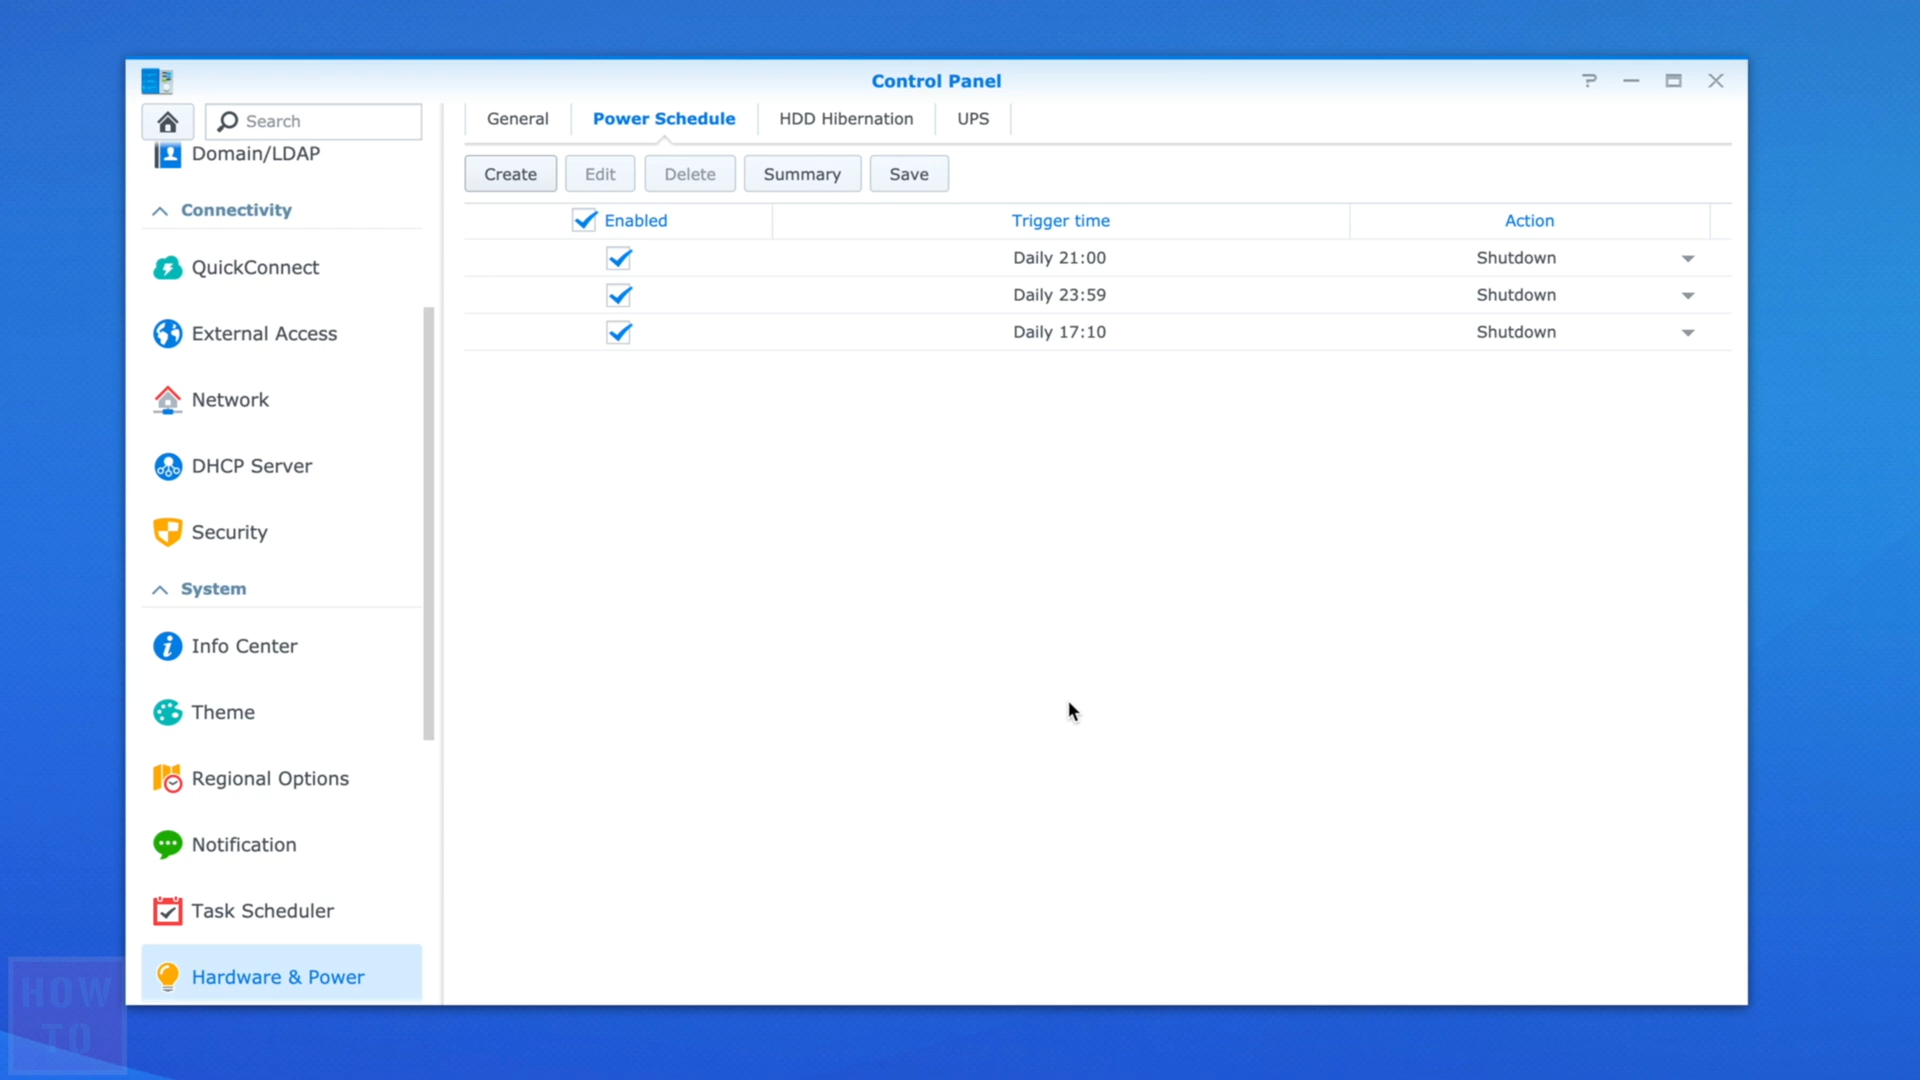 Control Panel
Search
Domain/LDAP
Connectivity
QuickConnect
External Access
Network
DHCP Server
Security
System
Info Center
Theme
Regional Options
Notification
Task Scheduler
Hardware & Power
General Power Schedule HDD Hibernation UPS
Create Edit Delete Summary Save
Enabled Trigger time Action
Daily 21:00 Shutdown
Daily 23:59 Shutdown
Daily 17:10 Shutdown
HOW
TO